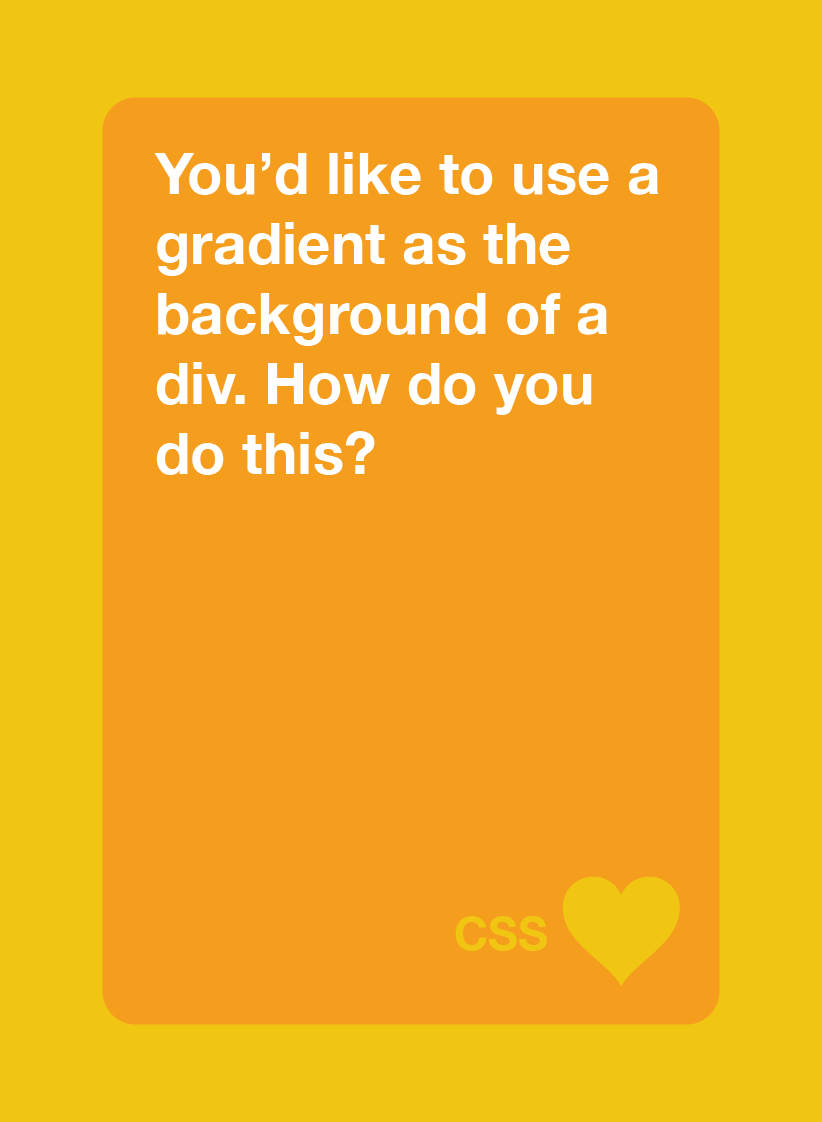 You’d like to use a
gradient as the
background of a
div. How do you
do this?
CSS